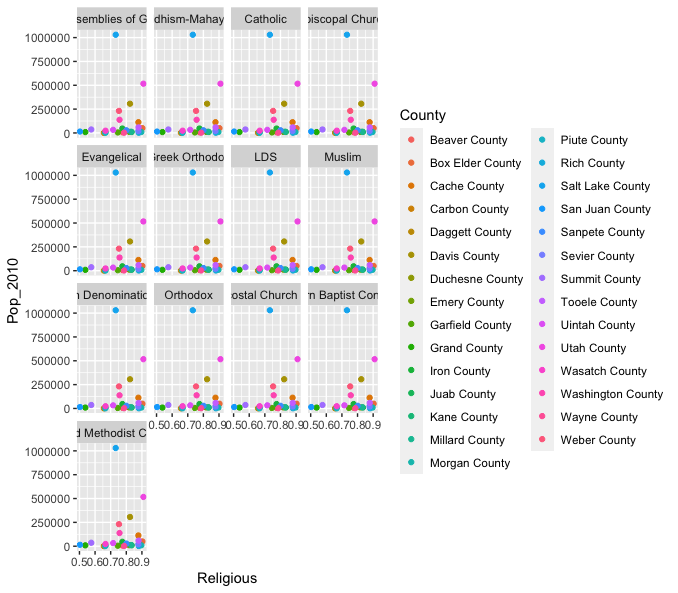 ssemblies of G
dhism-Mahay
Catholic
piscopal Churc
1000000
750000
500000
250000
0
Evangelical
Greek Orthodo
LDS
Muslim
1000000
750000
500000
250000
0
n Denominatio
Orthodox
ostal Church
rn Baptist Con
1000000
750000
500000
250000
0
0.50.60.70.80.9
0.50.60.70.80.9
0.50.60.70.80.9
d Methodist C
1000000
750000
500000
250000
0
0.50.60.70.80.9
Religious
Pop_2010
County
Beaver County
Box Elder County
Cache County
Carbon County
Daggett County
Davis County
Duchesne County
Emery County
Garfield County
Grand County
Iron County
Juab County
Kane County
Millard County
Morgan County
Piute County
Rich County
Salt Lake County
San Juan County
Sanpete County
Sevier County
Summit County
Tooele County
Uintah County
Utah County
Wasatch County
Washington County
Wayne County
Weber County